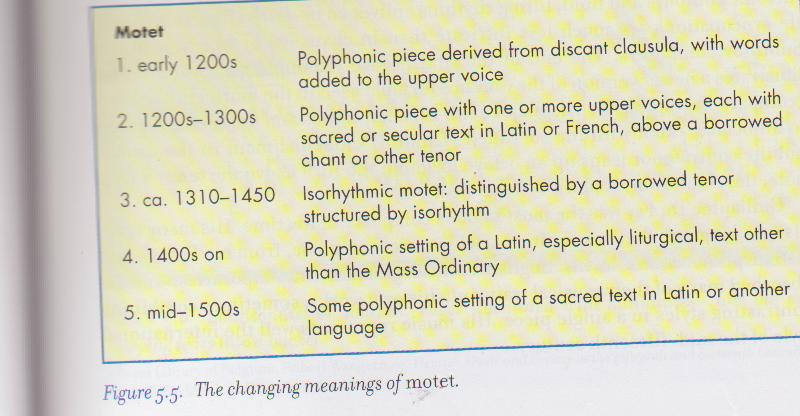 Motet
1. early 1200s Polyphonic piece derived from discant clausula, with words
added to the upper voice
2. 1200s–1300s Polyphonic piece with one or more upper voices, each with
sacred or secular text in Latin or French, above a borrowed
chant or other tenor
3. ca. 1310–1450 Isorhythmic motet: distinguished by a borrowed tenor
structured by isorhythm
4. 1400s on Polyphonic setting of a Latin, especially liturgical, text other
than the Mass Ordinary
5. mid–1500s Some polyphonic setting of a sacred text in Latin or another
language
Figure 5.5. The changing meanings of motet.